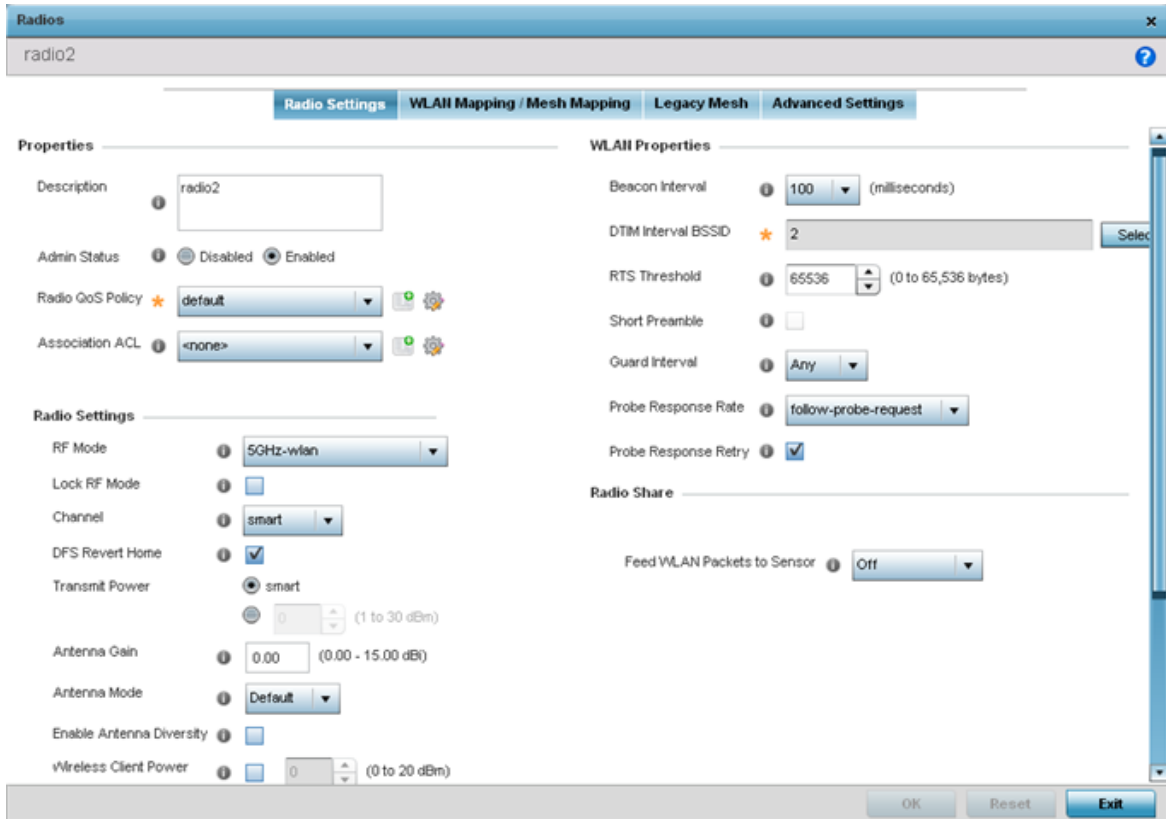 Radios
radio2
Radio Settings WLAN Mapping / Mesh Mapping Legacy Mesh Advanced Settings
Properties
Description radio2
Admin Status Disabled Enabled
Radio QoS Policy default
Association ACL <none>
Radio Settings
RF Mode 5GHz-wlan
Lock RF Mode
Channel smart
DFS Revert Home
Transmit Power smart
0 (1 to 30 dBm)
Antenna Gain 0.00 (0.00 - 15.00 dBi)
Antenna Mode Default
Enable Antenna Diversity
Wireless Client Power 0 (0 to 20 dBm)
WLAN Properties
Beacon Interval 100 (milliseconds)
DTIM Interval BSSID 2 Selec
RTS Threshold 65536 (0 to 65,536 bytes)
Short Preamble
Guard Interval Any
Probe Response Rate follow-probe-request
Probe Response Retry
Radio Share
Feed WLAN Packets to Sensor Off
OK Reset Exit